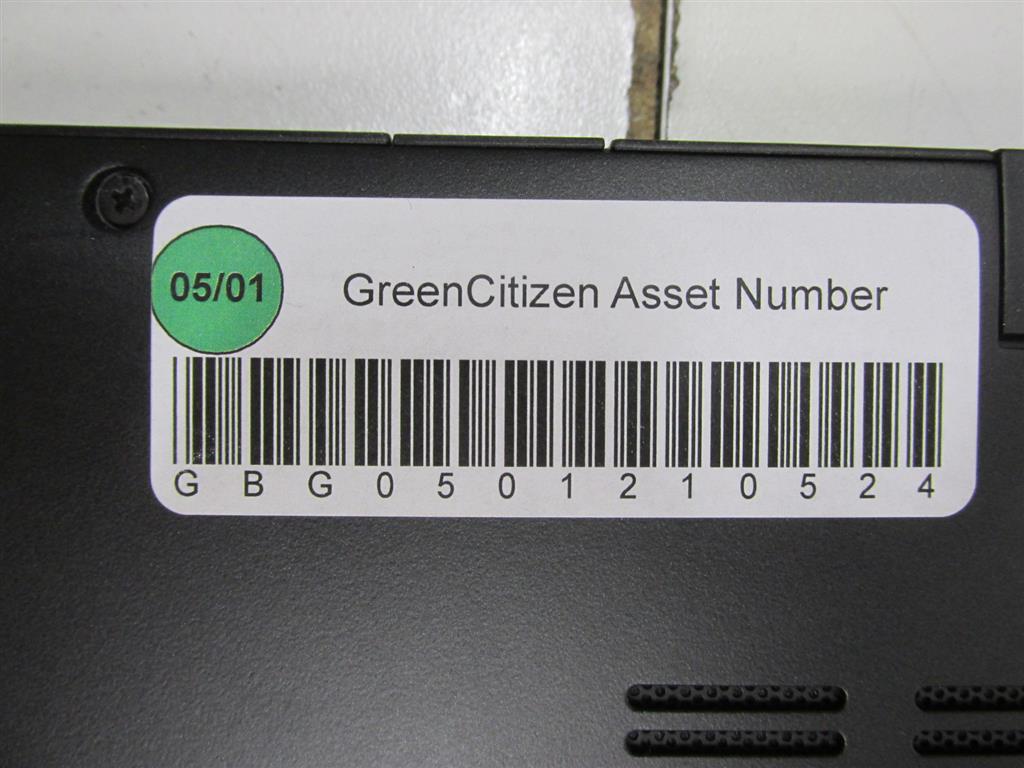 05/01
GreenCitizen Asset Number
G B G 0 5 0 1 2 1 0 5 2 4